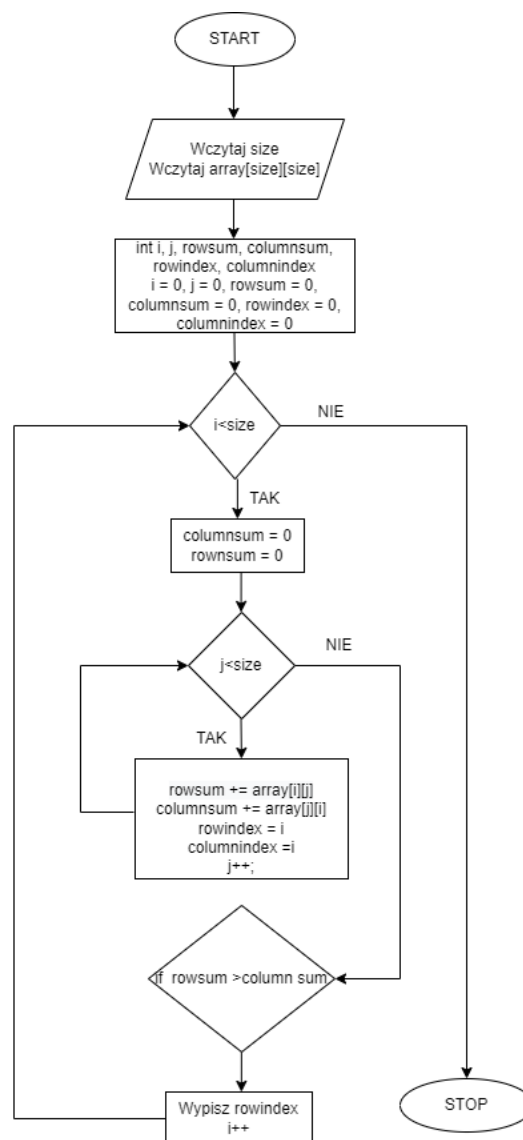 START
Wczytaj size
Wczytaj array[size][size]
int i, j, rowsum, columnsum,
rowindex, columnindex
i = 0, j = 0, rowsum = 0,
columnsum = 0, rowindex = 0,
columnindex = 0
i<size
NIE
TAK
columnsum = 0
rownsum = 0
j<size
NIE
TAK
rowsum += array[i][j]
columnsum += array[j][i]
rowindex = i
columnindex =i
j++;
if rowsum >column sum
Wypisz rowindex
i++
STOP